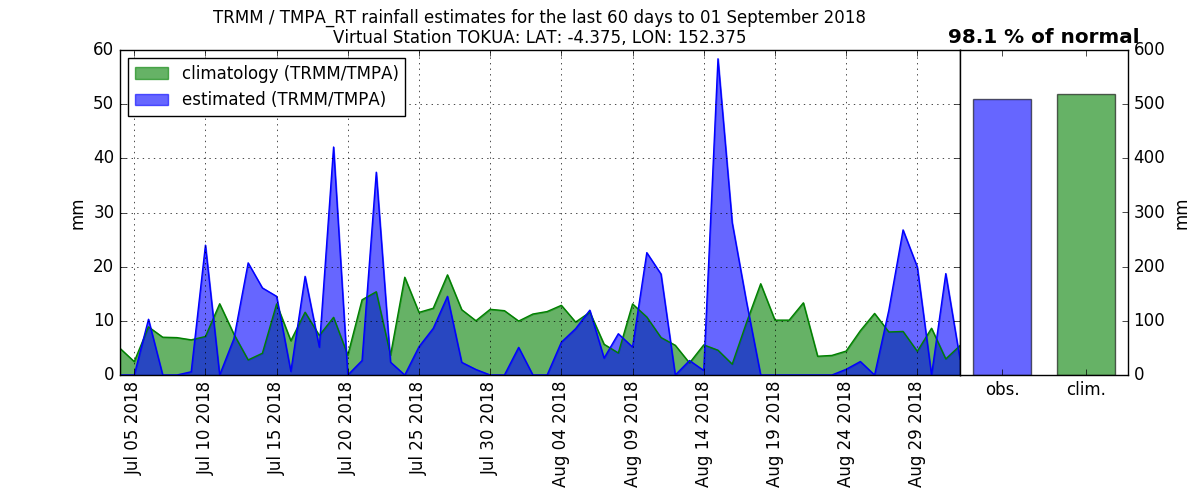 TRMM / TMPA_RT rainfall estimates for the last 60 days to 01 September 2018
Virtual Station TOKUA: LAT: -4.375, LON: 152.375
98.1 % of normal
climatology (TRMM/TMPA)
estimated (TRMM/TMPA)
60
50
40
30
20
10
0
mm
Jul 05 2018
Jul 10 2018
Jul 15 2018
Jul 20 2018
Jul 25 2018
Jul 30 2018
Aug 04 2018
Aug 09 2018
Aug 14 2018
Aug 19 2018
Aug 24 2018
Aug 29 2018
obs.
clim.
600
500
400
300
200
100
0
mm